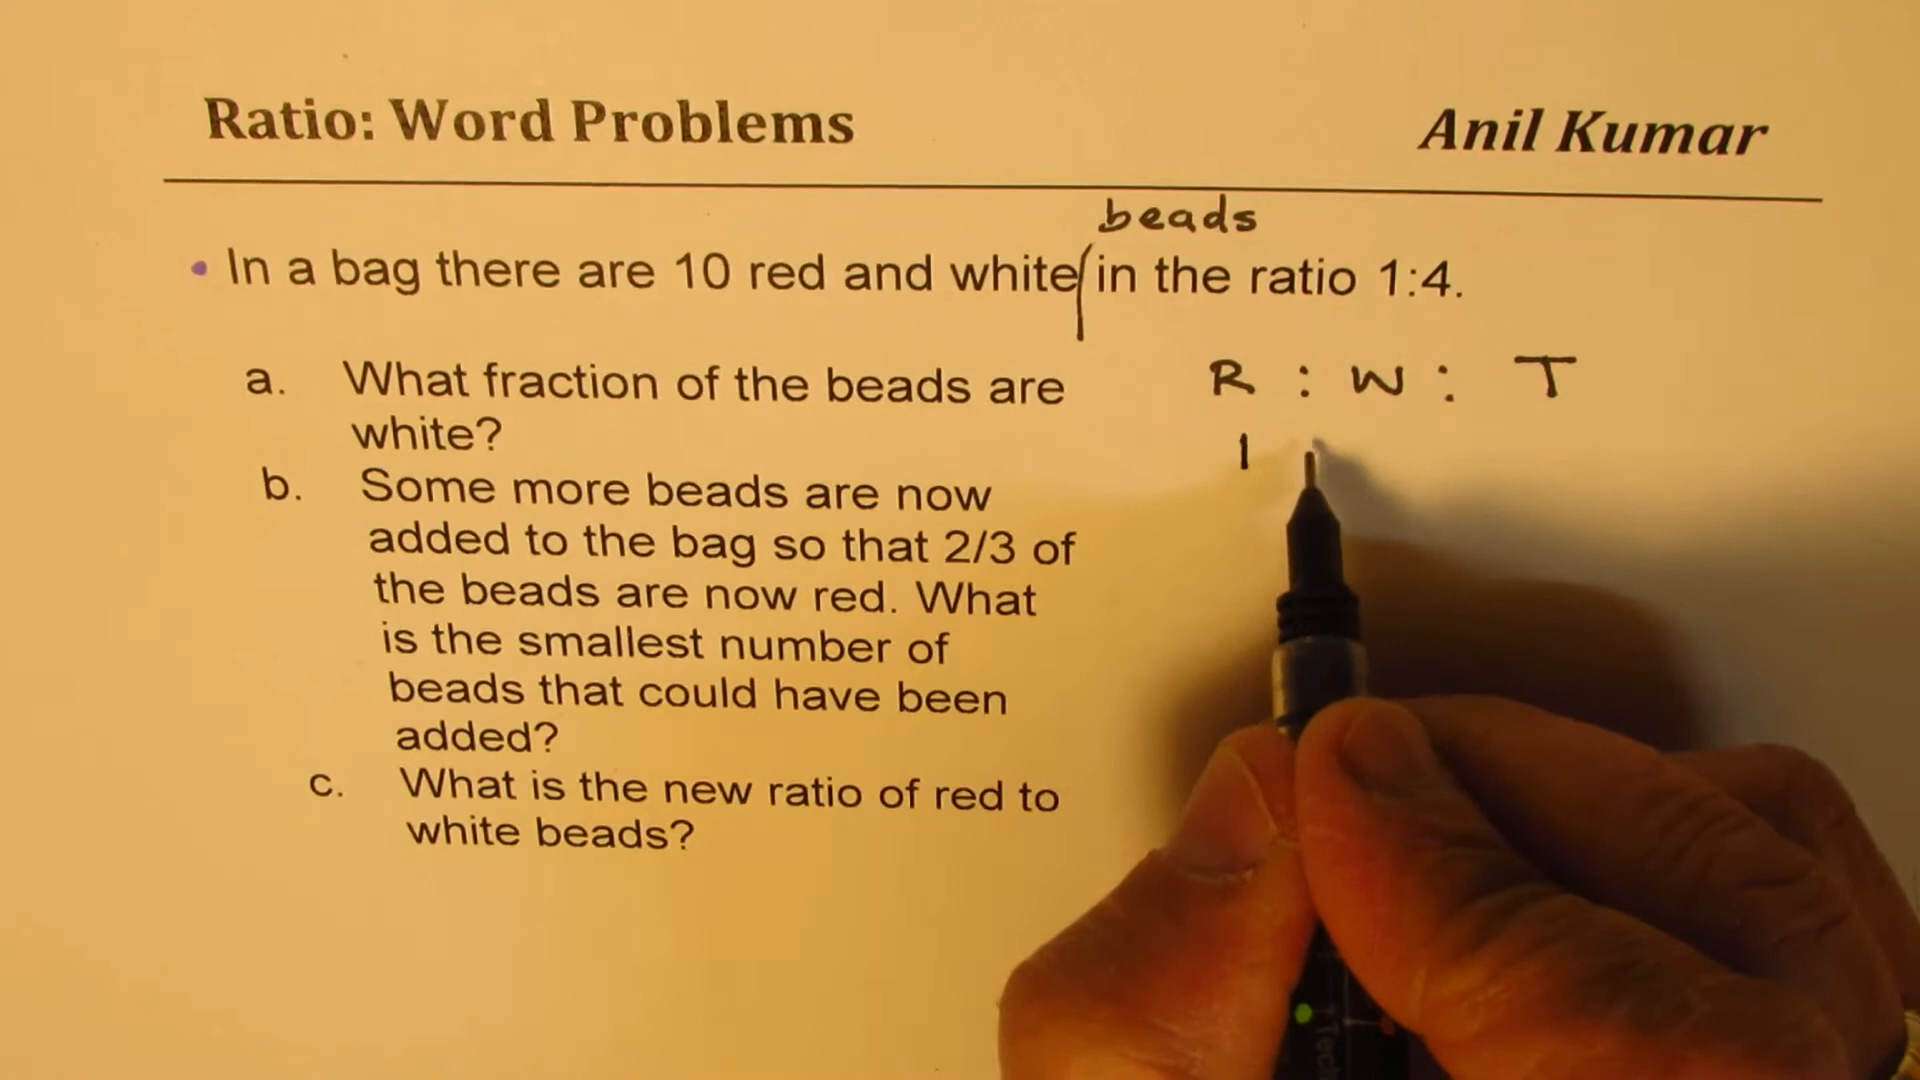 Ratio: Word Problems
Anil Kumar
beads
• In a bag there are 10 red and white in the ratio 1:4.
a. What fraction of the beads are
white?
b. Some more beads are now
added to the bag so that 2/3 of
the beads are now red. What
is the smallest number of
beads that could have been
added?
c. What is the new ratio of red to
white beads?
R : W : T
1